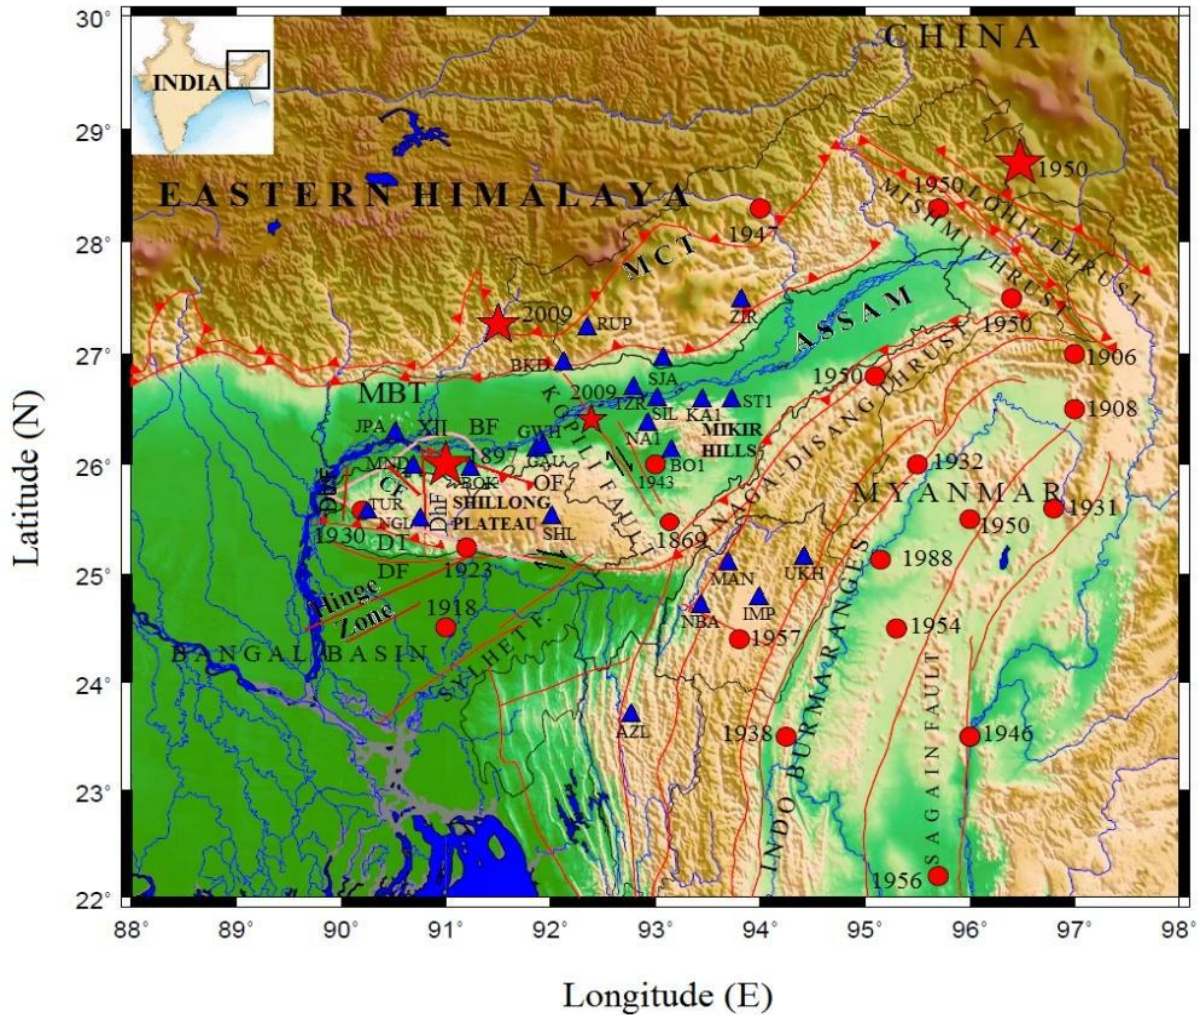 30°
29°
28°
27°
26°
25°
24°
23°
22°
88°
89°
90°
91°
92°
93°
94°
95°
96°
97°
98°
Latitude (N)
Longitude (E)
INDIA
CHINA
EASTERN HIMALAYA
1950
1950
LOHIT THRUST
MISHMI THRUST
1947
MCT
ZIR
2009
RUP
ASSAM
1950
BKD
SJA
1906
MBT
2009
TZR
SIL
KA1
ST1
1950
1908
JPA
XII
BF
GWH
NA1
MIKIR
HILLS
KOPILI FAULT
NAGA DISANG THRUST
MND
1897
GAU
BO1
1932
BOK
OF
1943
MYANMAR
DhF
CF
TUR
SHILLONG
PLATEAU
DhF
NGL
SHL
1869
1950
1931
1930
DT
1923
DF
MAN
UKH
1988
Hinge
Zone
1918
NBA
IMP
1957
1954
BANGAL BASIN
SYLHET F.
AZL
1938
INDO BURMA RANGES
1946
SAGAIN FAULT
1956